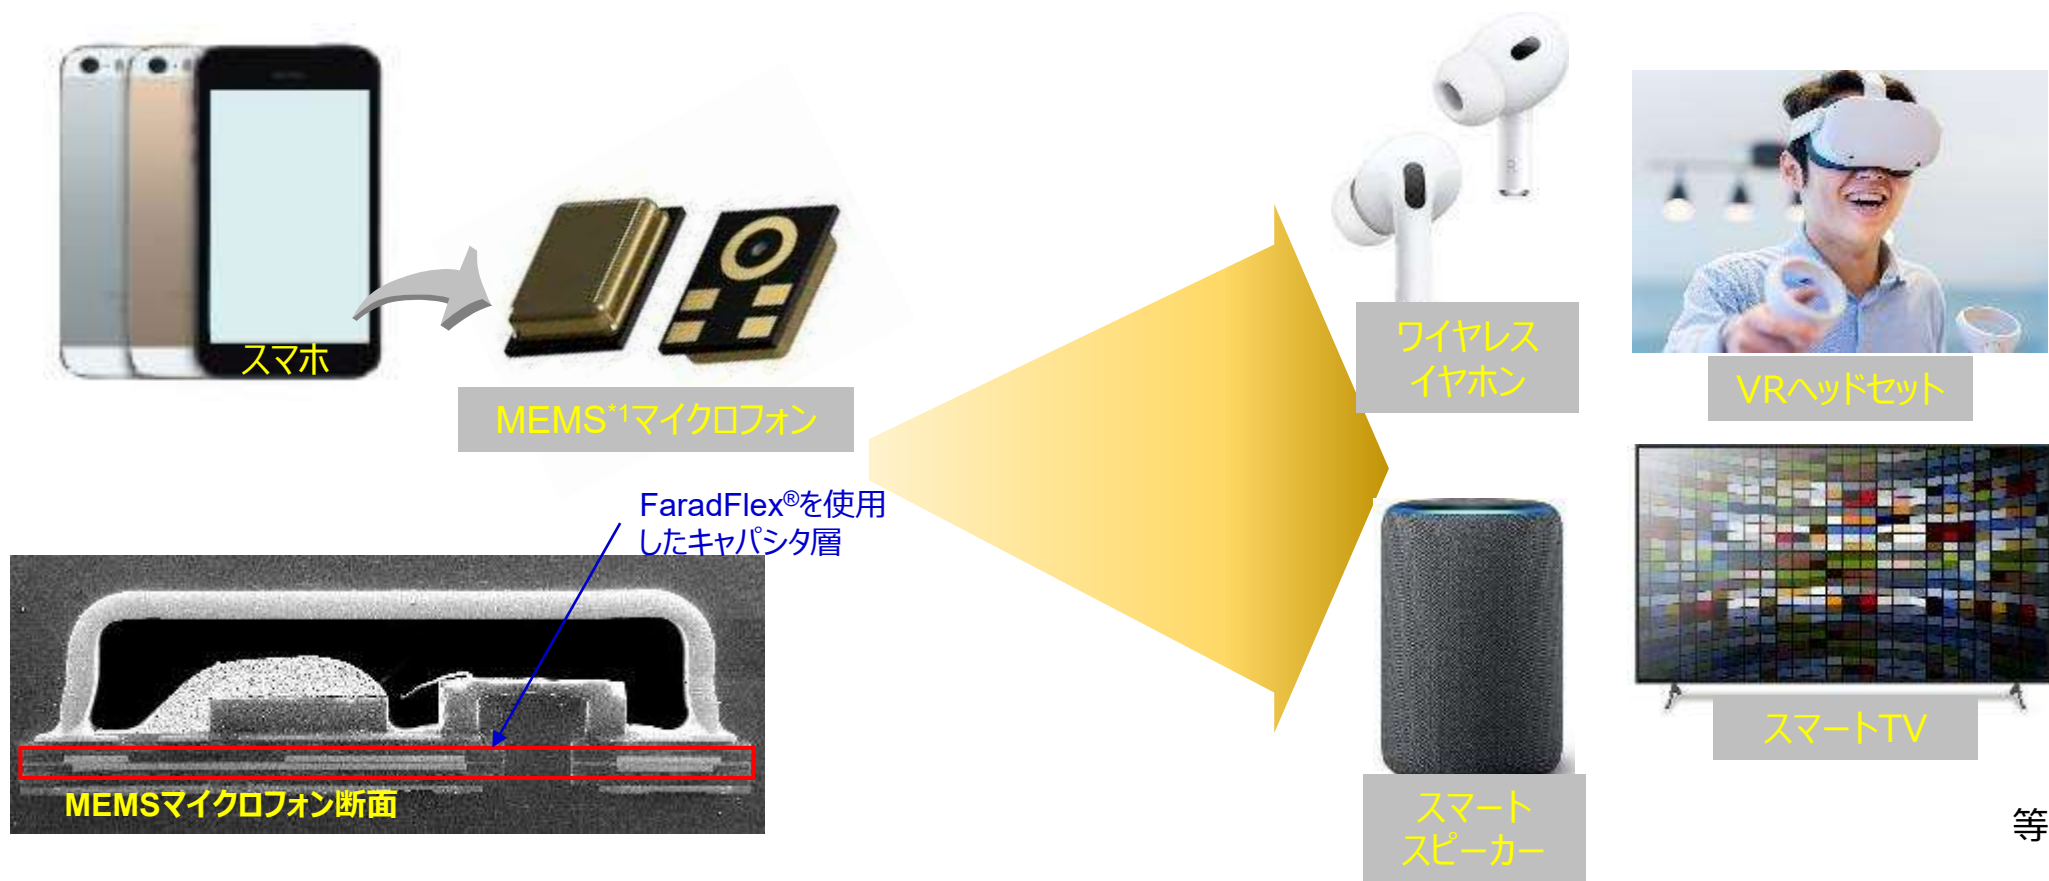 スマホ
MEMS*1マイクロフォン
FaradFlex®を使用
したキャパシタ層
MEMSマイクロフォン断面
ワイヤレス
イヤホン
VRヘッドセット
スマート
スピーカー
スマートTV
等